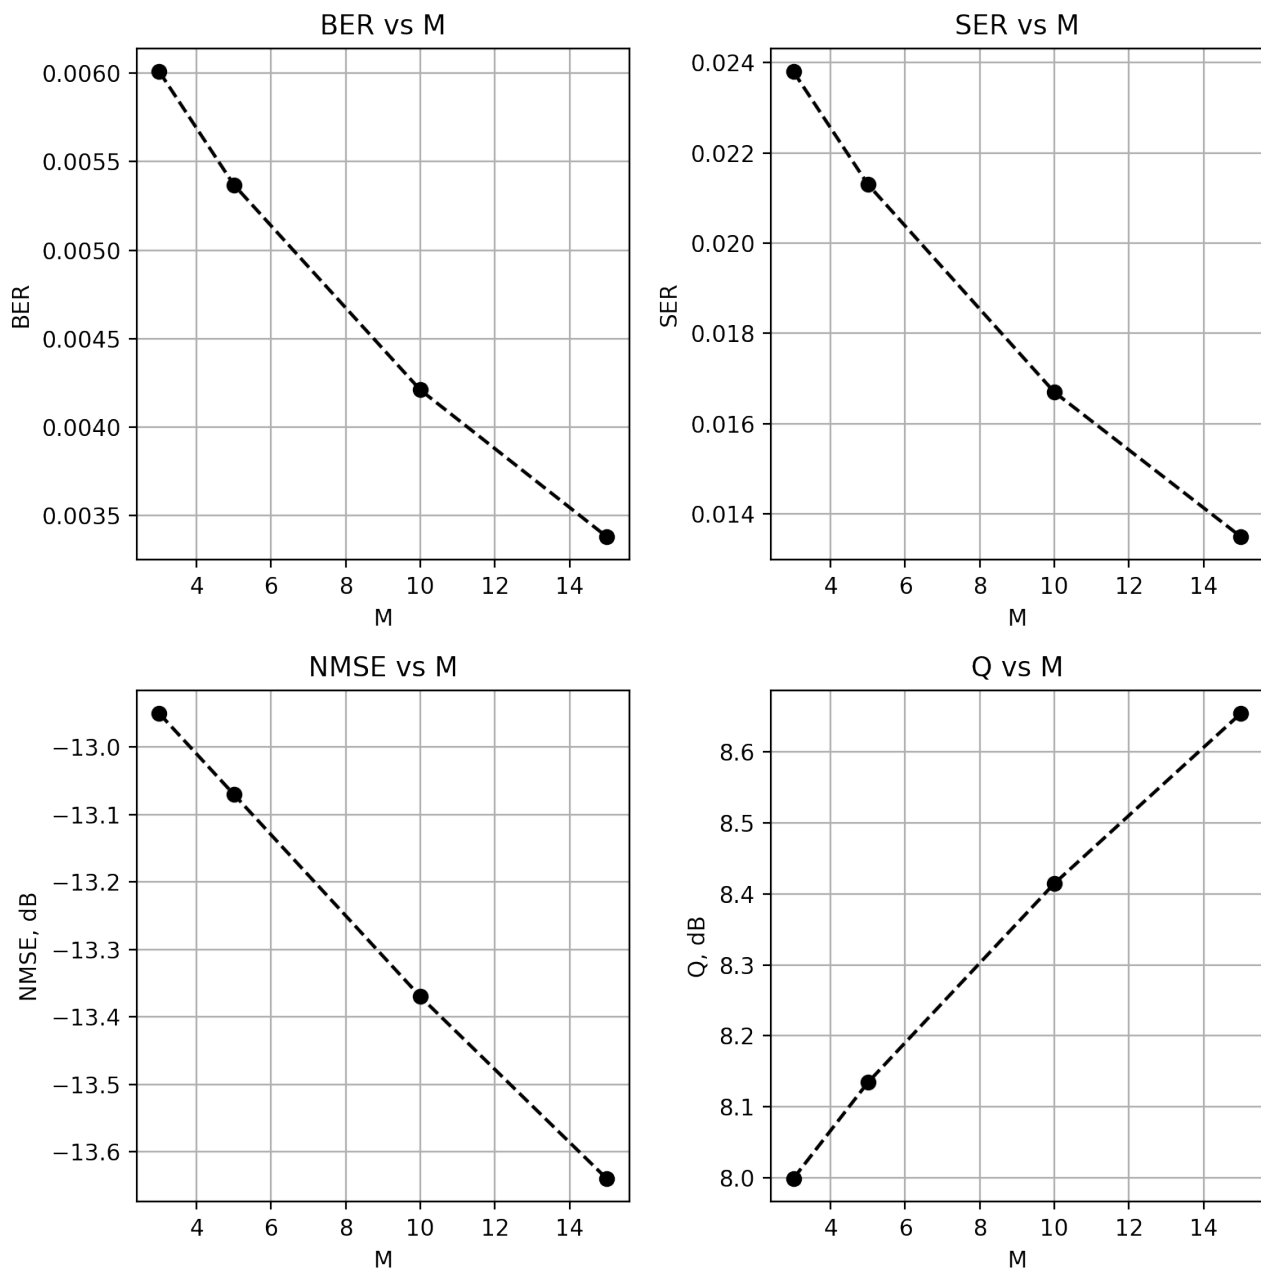 BER vs M
0.0060
0.0055
0.0050
0.0045
0.0040
0.0035
BER
4 6 8 10 12 14
M
SER vs M
0.024
0.022
0.020
0.018
0.016
0.014
SER
4 6 8 10 12 14
M
NMSE vs M
−13.0
−13.1
−13.2
−13.3
−13.4
−13.5
−13.6
NMSE, dB
4 6 8 10 12 14
M
Q vs M
8.6
8.5
8.4
8.3
8.2
8.1
8.0
Q, dB
4 6 8 10 12 14
M